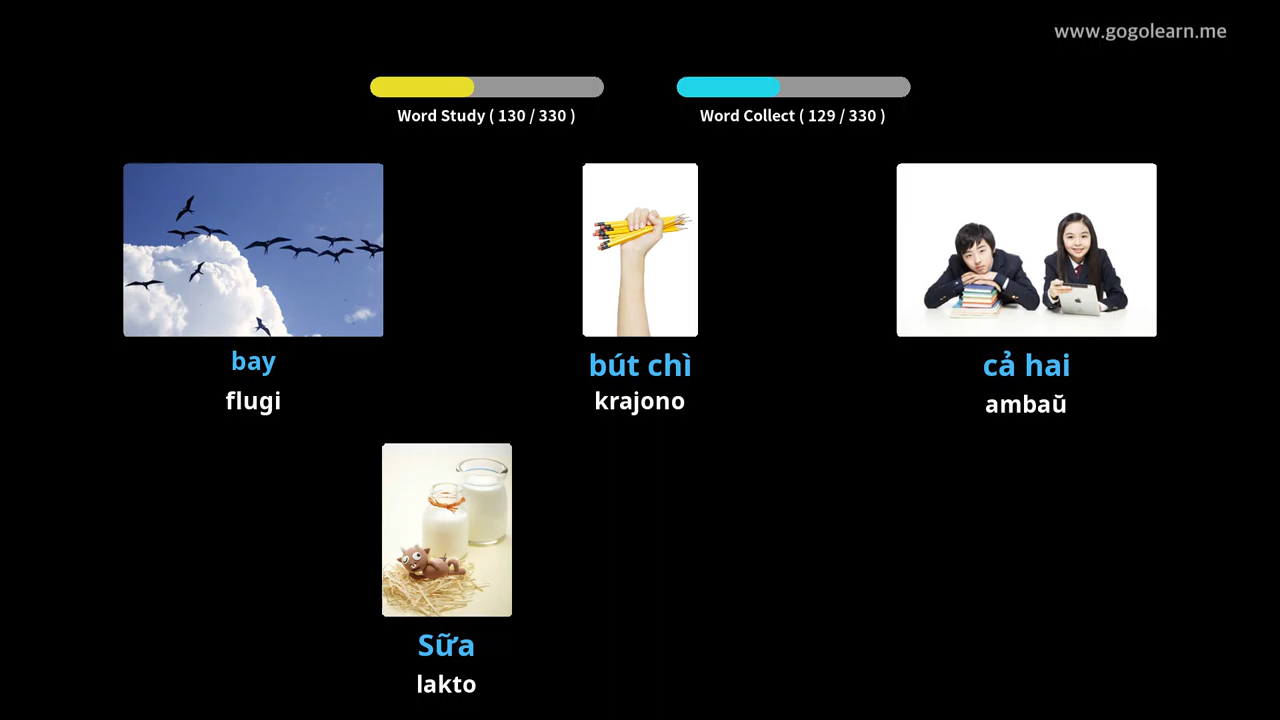 www.gogolearn.me
Word Study ( 130 / 330 )
Word Collect ( 129 / 330 )
bay
flugi
bút chì
krajono
cả hai
ambaŭ
Sữa
lakto